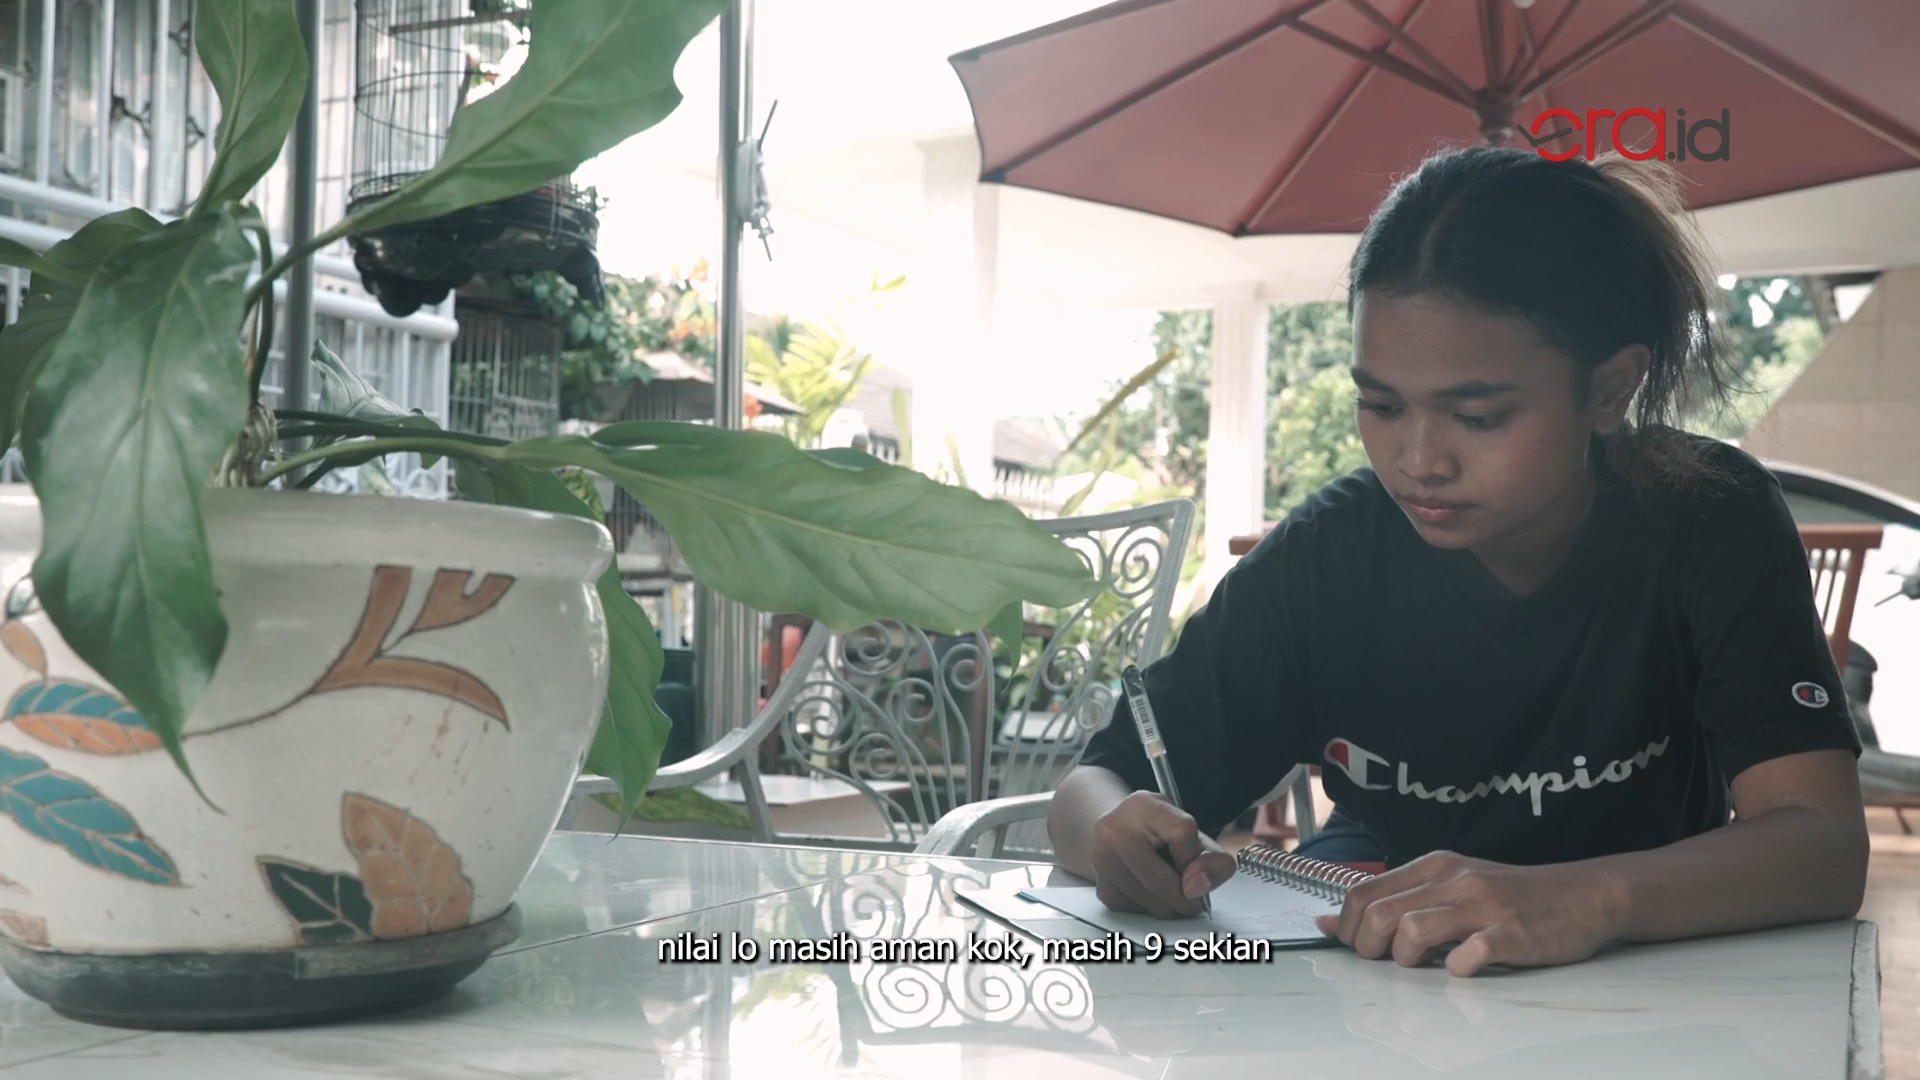 era.id
Champion
nilai lo masih aman kok, masih 9 sekian